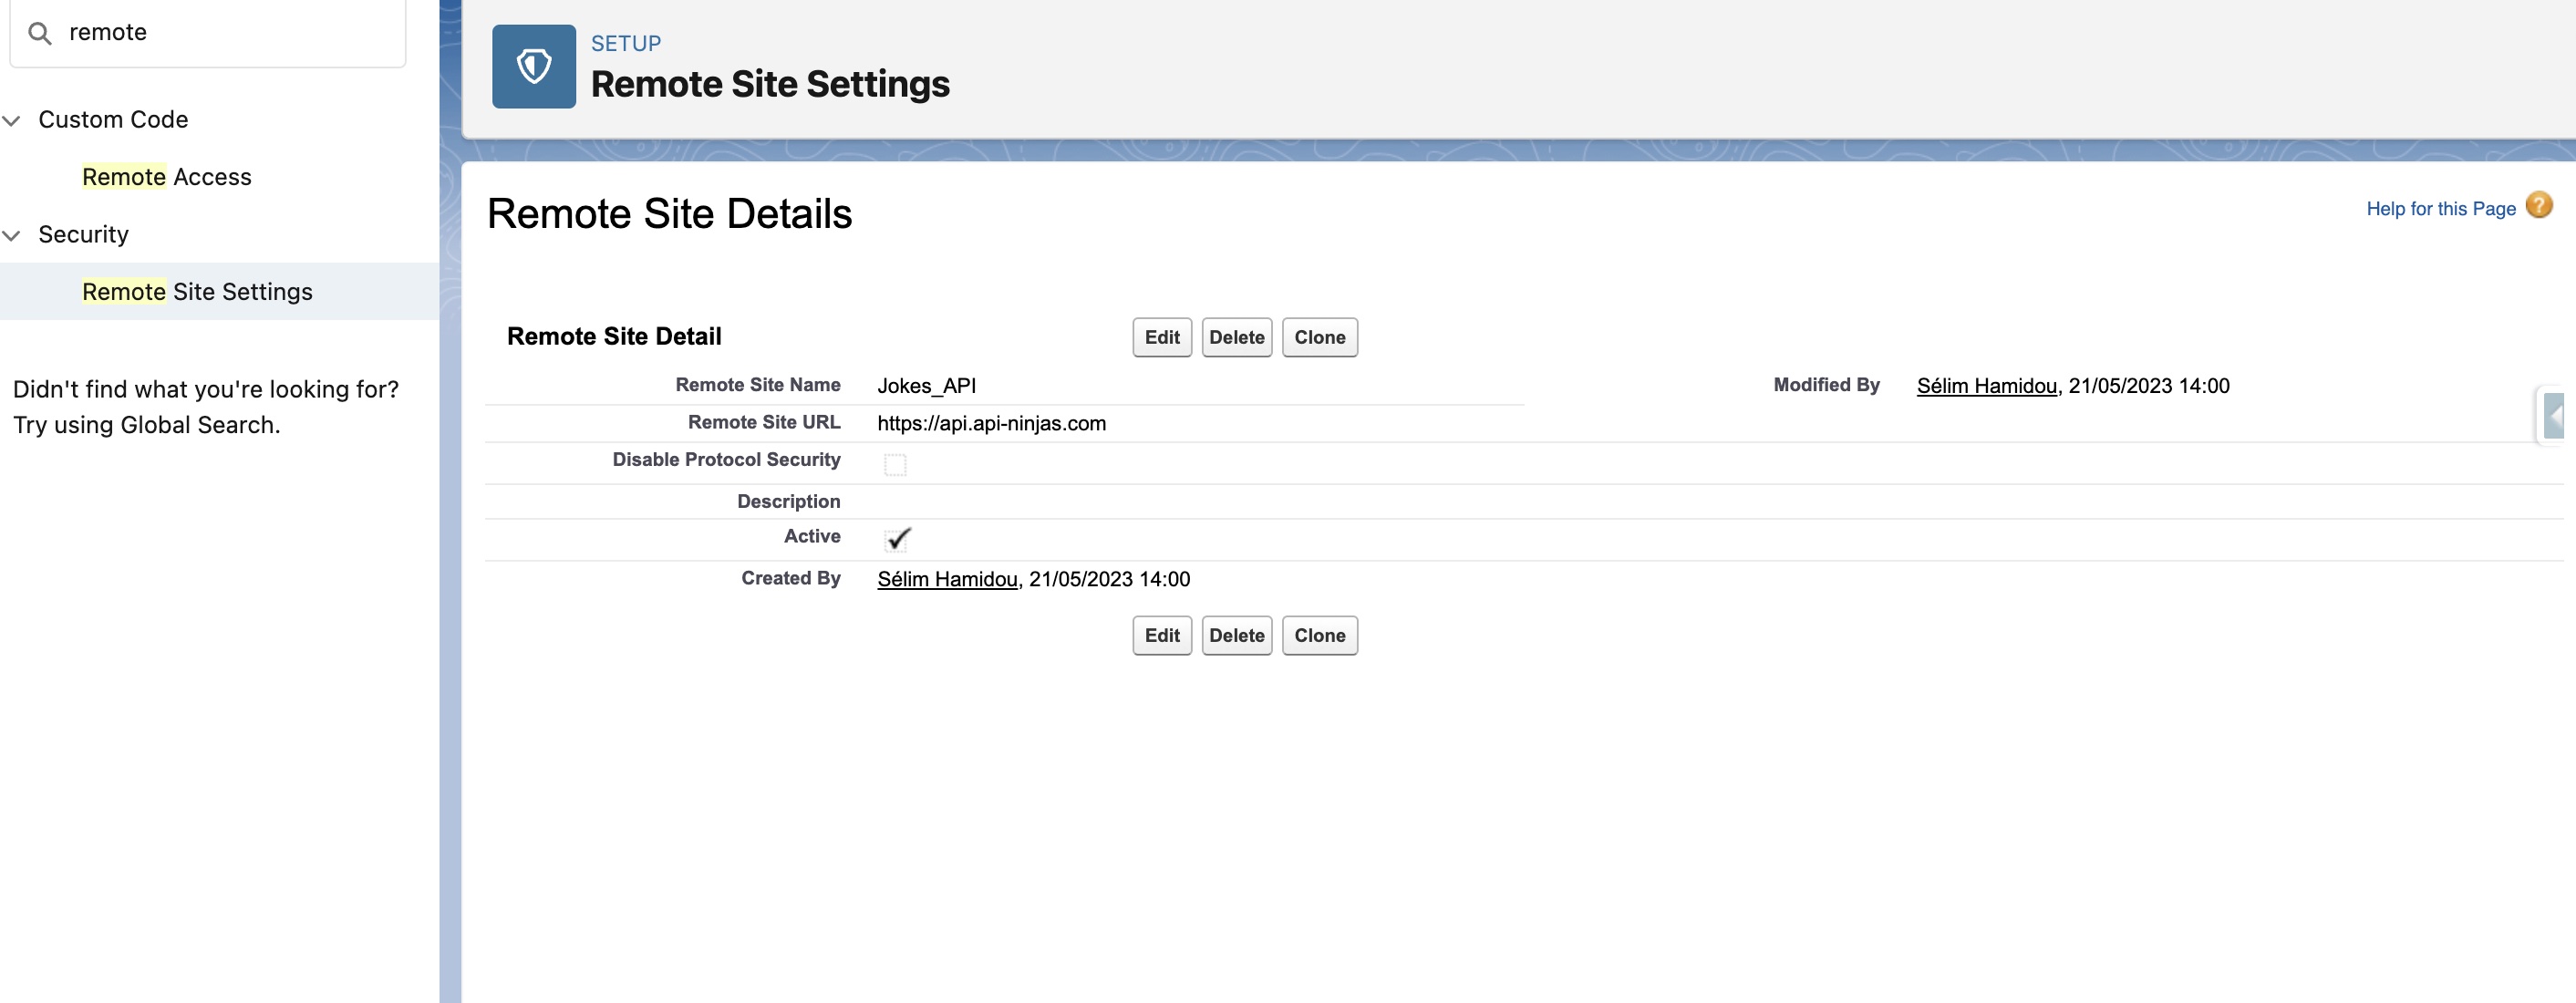 remote
Custom Code
Remote Access
Security
Remote Site Settings
Didn't find what you're looking for?
Try using Global Search.
SETUP
Remote Site Settings
Remote Site Details
Help for this Page
?
Remote Site Detail
Edit Delete Clone
Remote Site Name Jokes_API Modified By Sélim Hamidou, 21/05/2023 14:00
Remote Site URL https://api.api-ninjas.com
Disable Protocol Security
Description
Active
Created By Sélim Hamidou, 21/05/2023 14:00
Edit Delete Clone